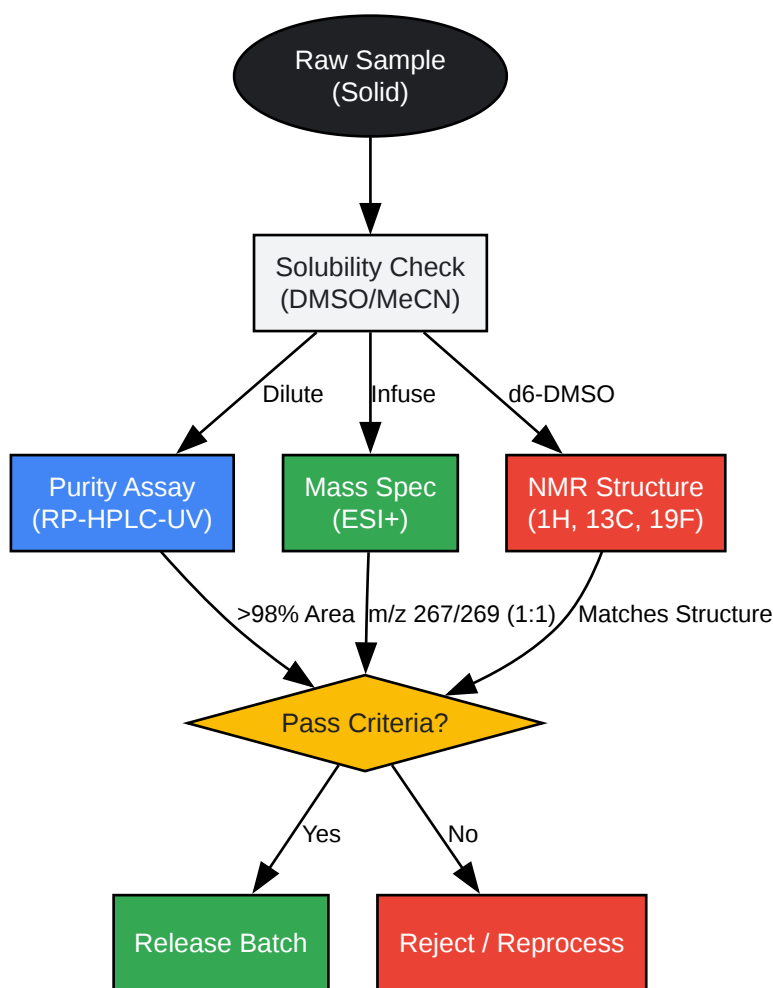 Raw Sample
(Solid)
Solubility Check
(DMSO/MeCN)
Dilute
Infuse
d6-DMSO
Purity Assay
(RP-HPLC-UV)
Mass Spec
(ESI+)
NMR Structure
(1H, 13C, 19F)
>98% Area
m/z 267/269 (1:1)
Matches Structure
Pass Criteria?
Yes
No
Release Batch
Reject / Reprocess